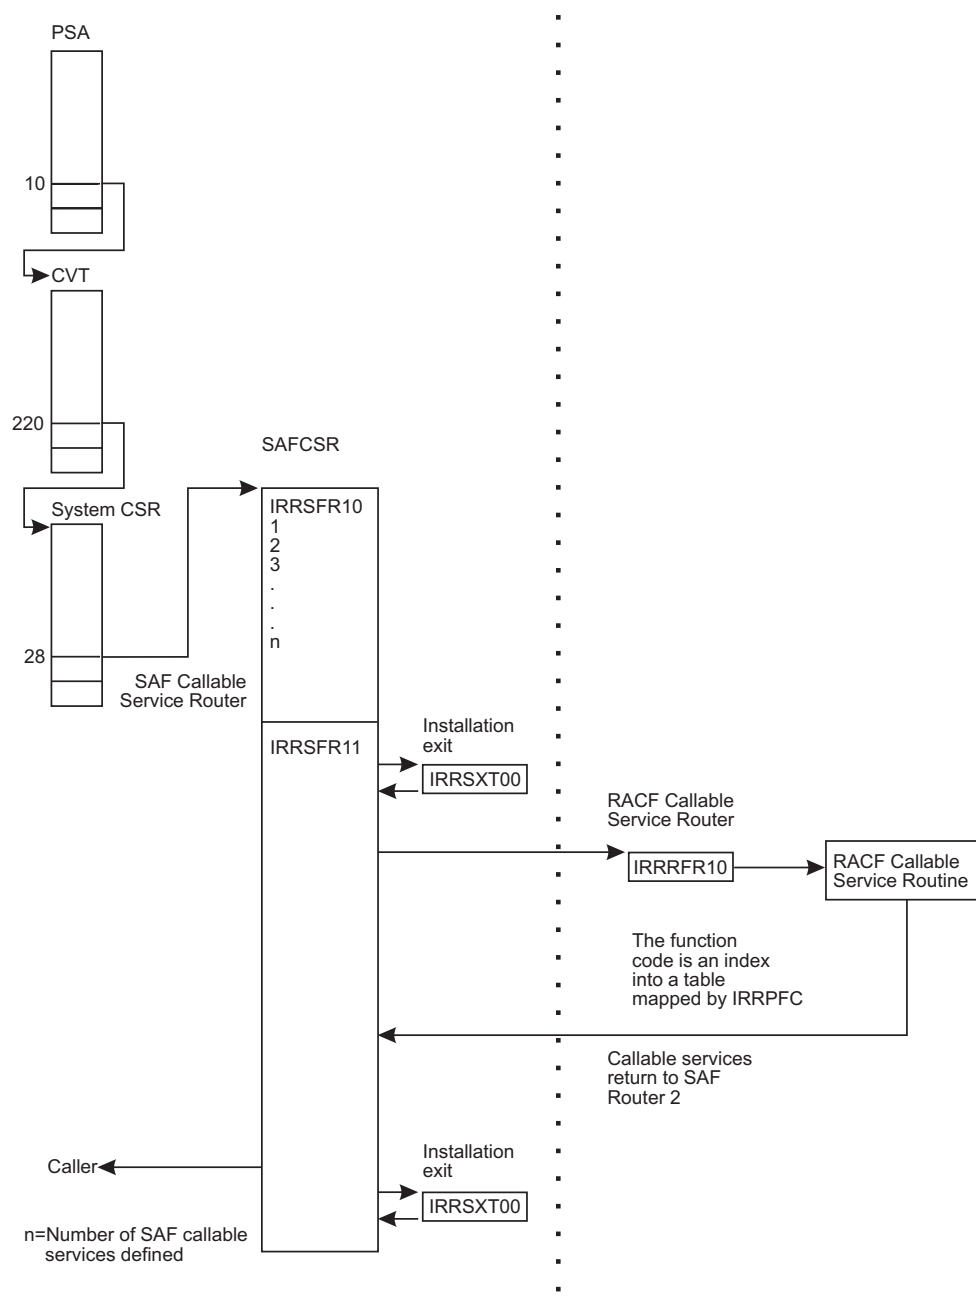 PSA
10
CVT
220
System CSR
28
SAFCSR
IRRSFR10
1
2
3
.
.
.
n
SAF Callable
Service Router
IRRSFR11
Installation
exit
IRRSXT00
RACF Callable
Service Router
IRRRFR10
RACF Callable
Service Routine
The function
code is an index
into a table
mapped by IRRPFC
Callable services
return to SAF
Router 2
Installation
exit
IRRSXT00
Caller
n=Number of SAF callable
services defined